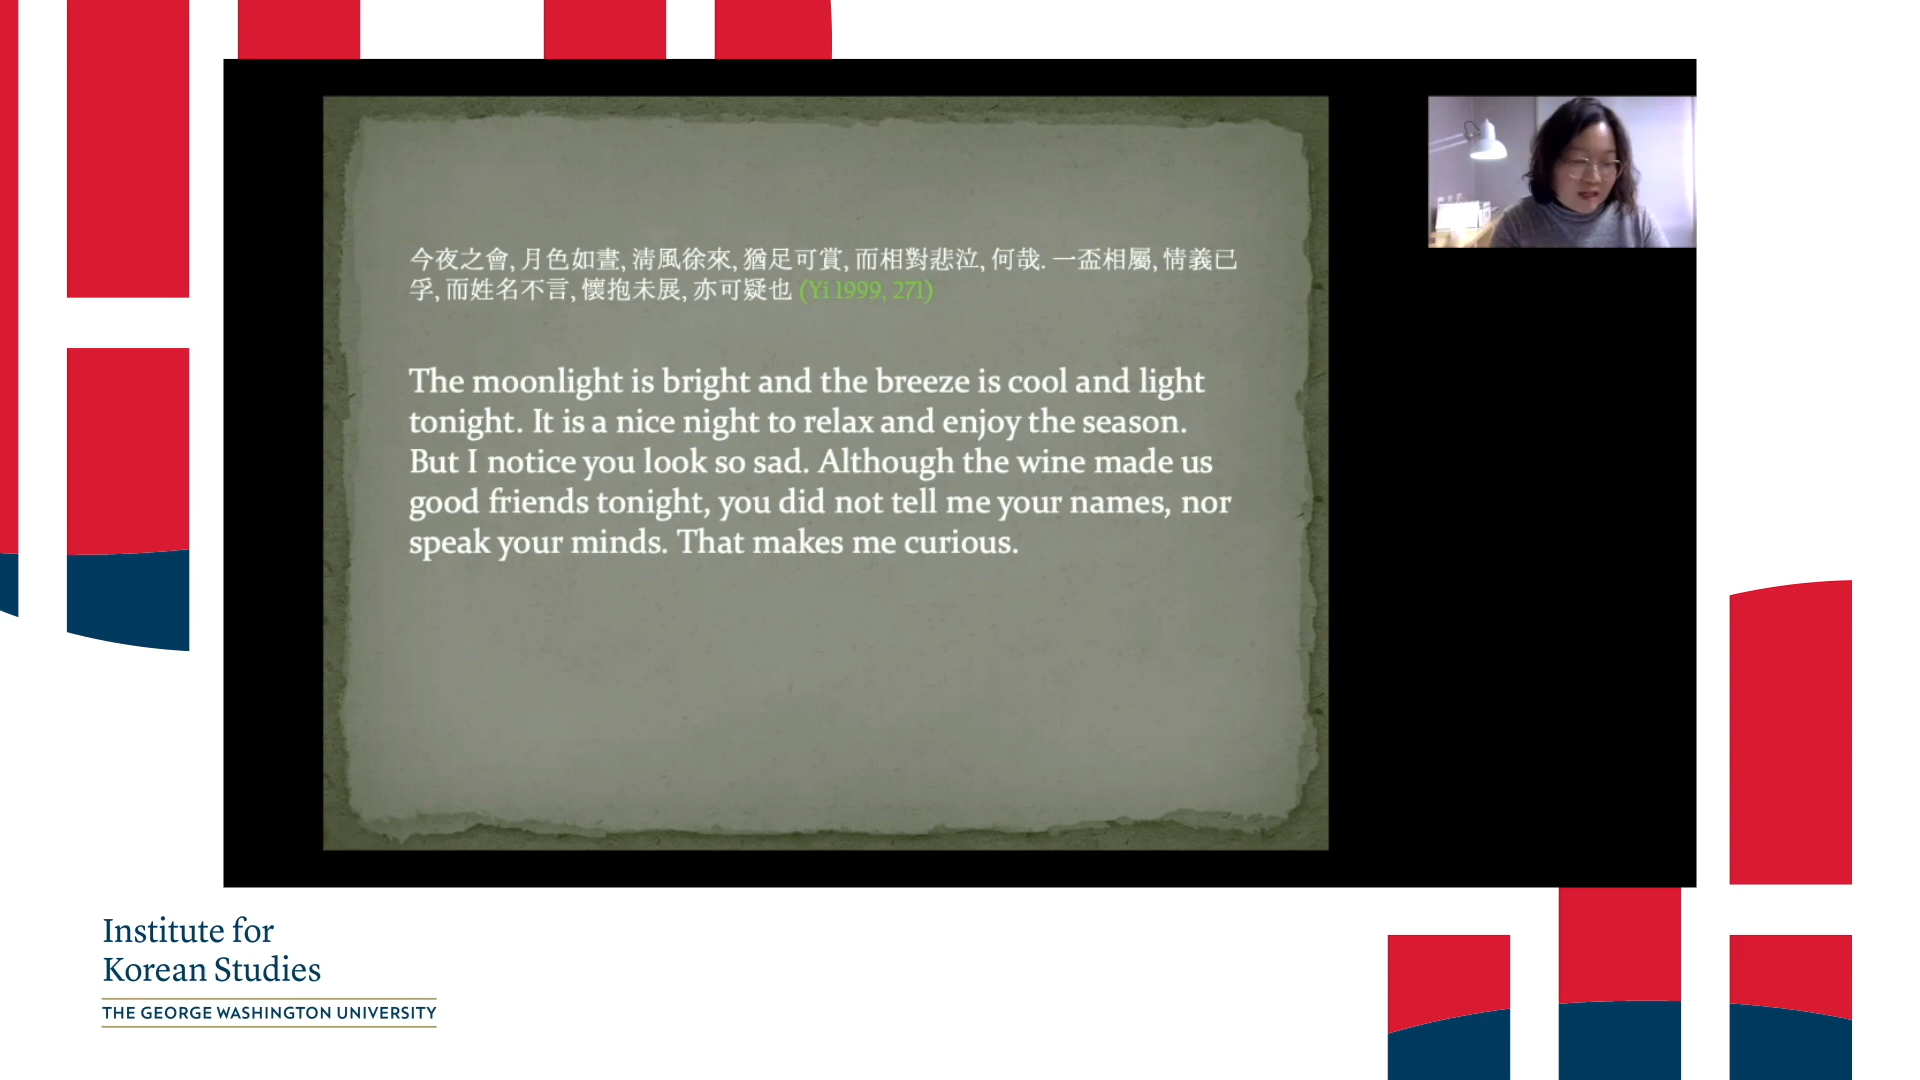 今夜之會, 月色如晝, 淸風徐來, 猶足可賞, 而相對悲泣, 何哉. 一盃相屬, 情義已
孚, 而姓名不言, 懷抱未展, 亦可疑也 (Yi 1999, 271)
The moonlight is bright and the breeze is cool and light
tonight. It is a nice night to relax and enjoy the season.
But I notice you look so sad. Although the wine made us
good friends tonight, you did not tell me your names, nor
speak your minds. That makes me curious.
Institute for
Korean Studies
THE GEORGE WASHINGTON UNIVERSITY